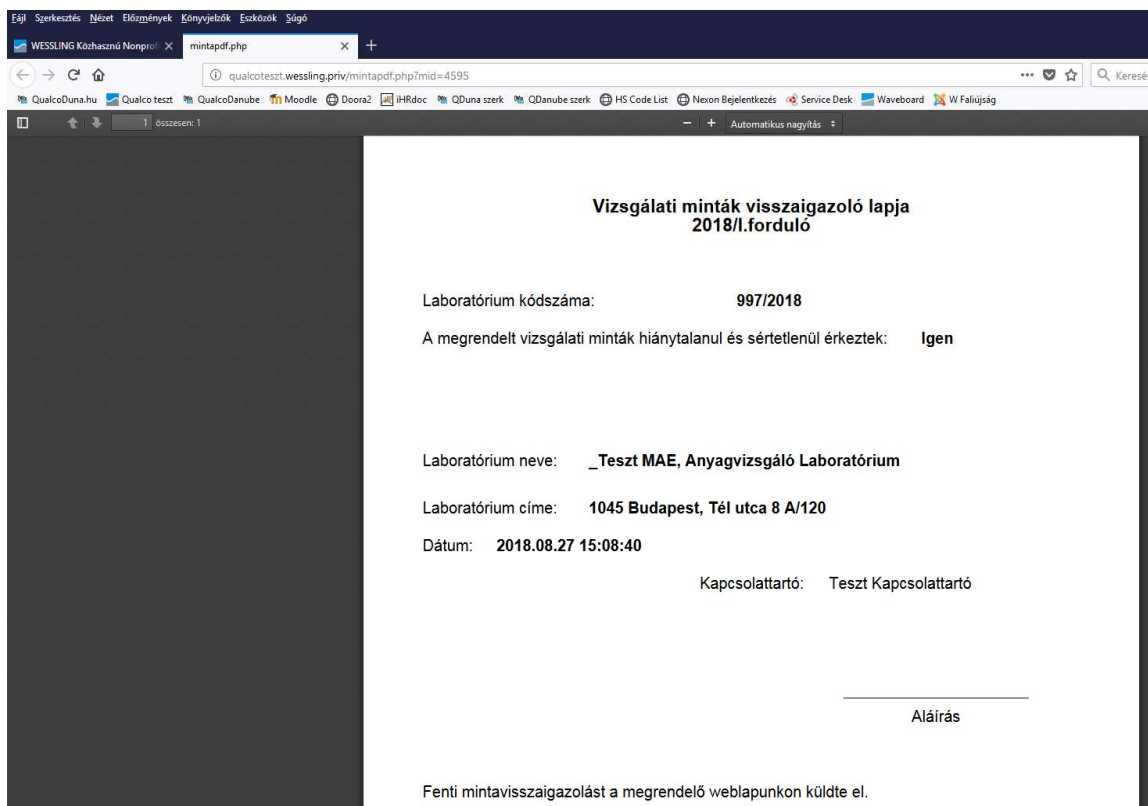 Fájl Szerkesztés Nézet Előzmények Könyvjelzők Eszközök Súgó
WESSLING Közhasznú Nonprofi mintapdf.php
qualcoteszt.wessling.priv/mintapdf.php?mid=4595 Keresé
QualcoDuna.hu Qualco teszt QualcoDanube Moodle Doora2 iHRdoc QDuna szerk QDanube szerk HS Code List Nexon Bejelentkezés Service Desk Waveboard W Faliújság
1 összesen: 1 Automatikus nagyítás
Vizsgálati minták visszaigazoló lapja
2018/I.forduló
Laboratórium kódszáma: 997/2018
A megrendelt vizsgálati minták hiánytalanul és sértetlenül érkeztek: Igen
Laboratórium neve: _Teszt MAE, Anyagvizsgáló Laboratórium
Laboratórium címe: 1045 Budapest, Tél utca 8 A/120
Dátum: 2018.08.27 15:08:40
Kapcsolattartó: Teszt Kapcsolattartó
Aláírás
Fenti mintavisszaigazolást a megrendelő weblapunkon küldte el.